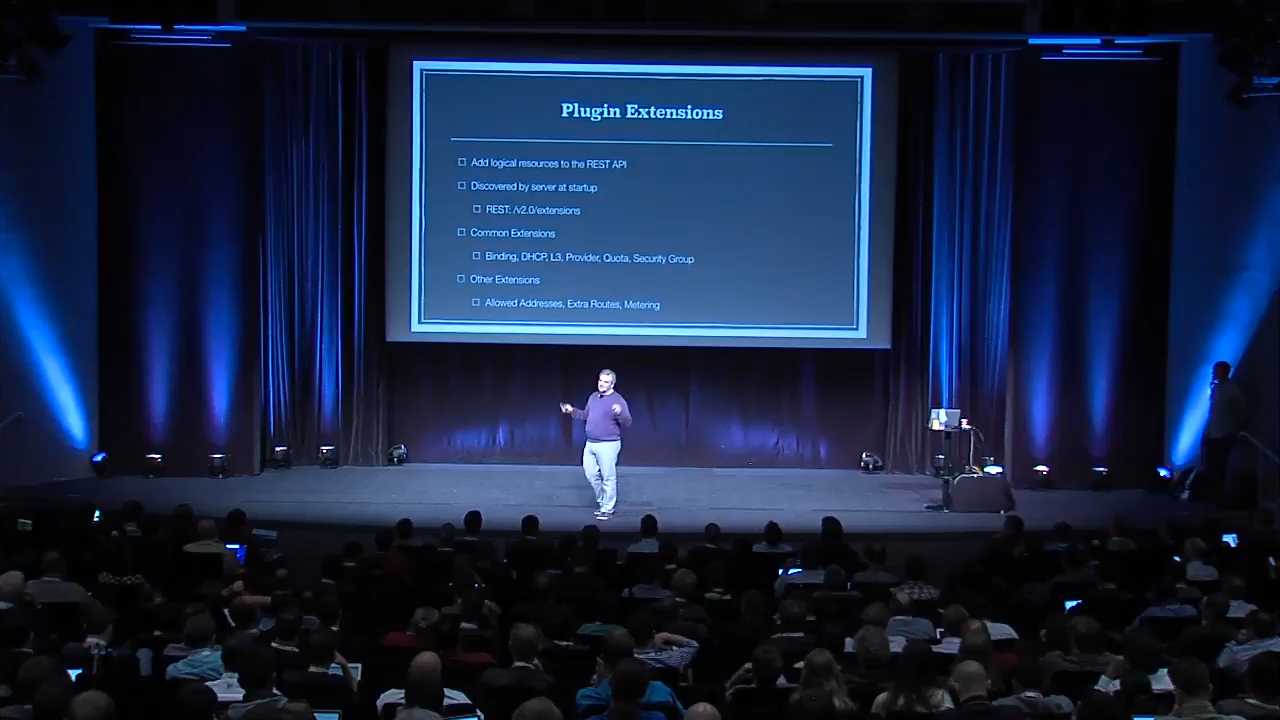 Plugin Extensions
Add logical resources to the REST API
Discovered by server at startup
REST: /v2.0/extensions
Common Extensions
Binding, DHCP, L3, Provider, Quota, Security Group
Other Extensions
Allowed Addresses, Extra Routes, Metering